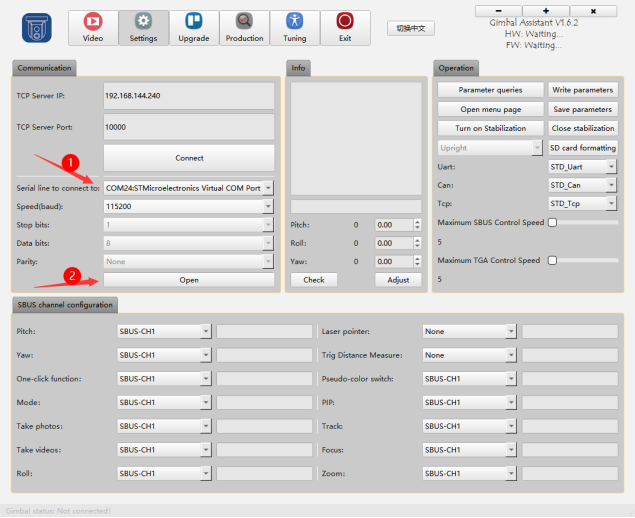 Video
Settings
Upgrade
Production
Tuning
Exit
切换中文
Gimbal Assistant V1.6.2
HW: Waiting...
FW: Waiting...
Communication
TCP Server IP:
192.168.144.240
TCP Server Port:
10000
Connect
1
Serial line to connect to:
COM24:STMicroelectronics Virtual COM Port
Speed(baud):
115200
Stop bits:
1
Data bits:
8
Parity:
None
2
Open
Info
Pitch: 0 0.00
Roll: 0 0.00
Yaw: 0 0.00
Check
Adjust
Operation
Parameter queries
Write parameters
Open menu page
Save parameters
Turn on Stabilization
Close stabilization
Upright
SD card formatting
Uart:
STD_Uart
Can:
STD_Can
Tcp:
STD_Tcp
Maximum SBUS Control Speed
5
Maximum TGA Control Speed
5
SBUS channel configuration
Pitch: SBUS-CH1
Laser pointer: None
Yaw: SBUS-CH1
Trig Distance Measure: None
One-click function: SBUS-CH1
Pseudo-color switch: SBUS-CH1
Mode: SBUS-CH1
PIP: SBUS-CH1
Take photos: SBUS-CH1
Track: SBUS-CH1
Take videos: SBUS-CH1
Focus: SBUS-CH1
Roll: SBUS-CH1
Zoom: SBUS-CH1
Gimbal status: Not connected!